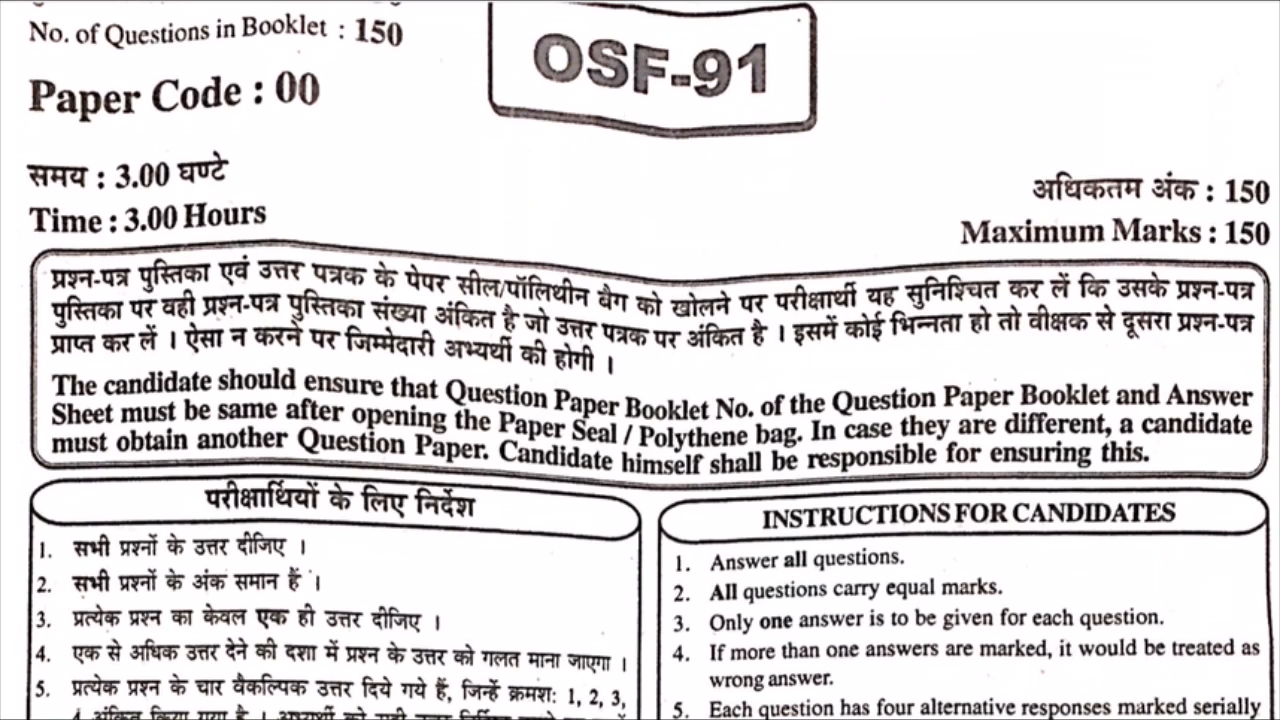 No. of Questions in Booklet : 150
OSF-91
Paper Code : 00
समय : 3.00 घण्टे
अधिकतम अंक : 150
Time : 3.00 Hours
Maximum Marks : 150
प्रश्न-पत्र पुस्तिका एवं उत्तर पत्रक के पेपर सील/पॉलिथीन बैग को खोलने पर परीक्षार्थी यह सुनिश्चित कर लें कि उसके प्रश्न-पत्र
पुस्तिका पर वही प्रश्न-पत्र पुस्तिका संख्या अंकित है जो उत्तर पत्रक पर अंकित है । इसमें कोई भिन्नता हो तो वीक्षक से दूसरा प्रश्न-पत्र
प्राप्त कर लें । ऐसा न करने पर जिम्मेदारी अभ्यर्थी की होगी ।
The candidate should ensure that Question Paper Booklet No. of the Question Paper Booklet and Answer
Sheet must be same after opening the Paper Seal / Polythene bag. In case they are different, a candidate
must obtain another Question Paper. Candidate himself shall be responsible for ensuring this.
परीक्षार्थियों के लिए निर्देश
1. सभी प्रश्नों के उत्तर दीजिए ।
2. सभी प्रश्नों के अंक समान हैं ।
3. प्रत्येक प्रश्न का केवल एक ही उत्तर दीजिए ।
4. एक से अधिक उत्तर देने की दशा में प्रश्न के उत्तर को गलत माना जाएगा ।
5. प्रत्येक प्रश्न के चार वैकल्पिक उत्तर दिये गये हैं, जिन्हें क्रमश: 1, 2, 3,
INSTRUCTIONS FOR CANDIDATES
1. Answer all questions.
2. All questions carry equal marks.
3. Only one answer is to be given for each question.
4. If more than one answers are marked, it would be treated as
wrong answer.
5. Each question has four alternative responses marked serially